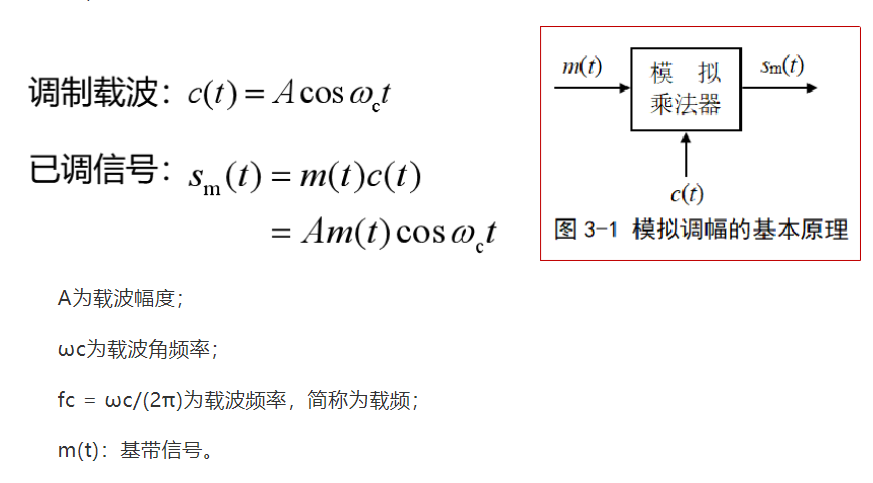 调制载波：c(t) = A cos ω_c t
已调信号：s_m(t) = m(t)c(t)
= Am(t) cos ω_c t
m(t)
模 拟
乘法器
s_m(t)
c(t)
图 3-1 模拟调幅的基本原理
A为载波幅度；
ωc为载波角频率；
fc = ωc/(2π)为载波频率，简称为载频；
m(t)：基带信号。